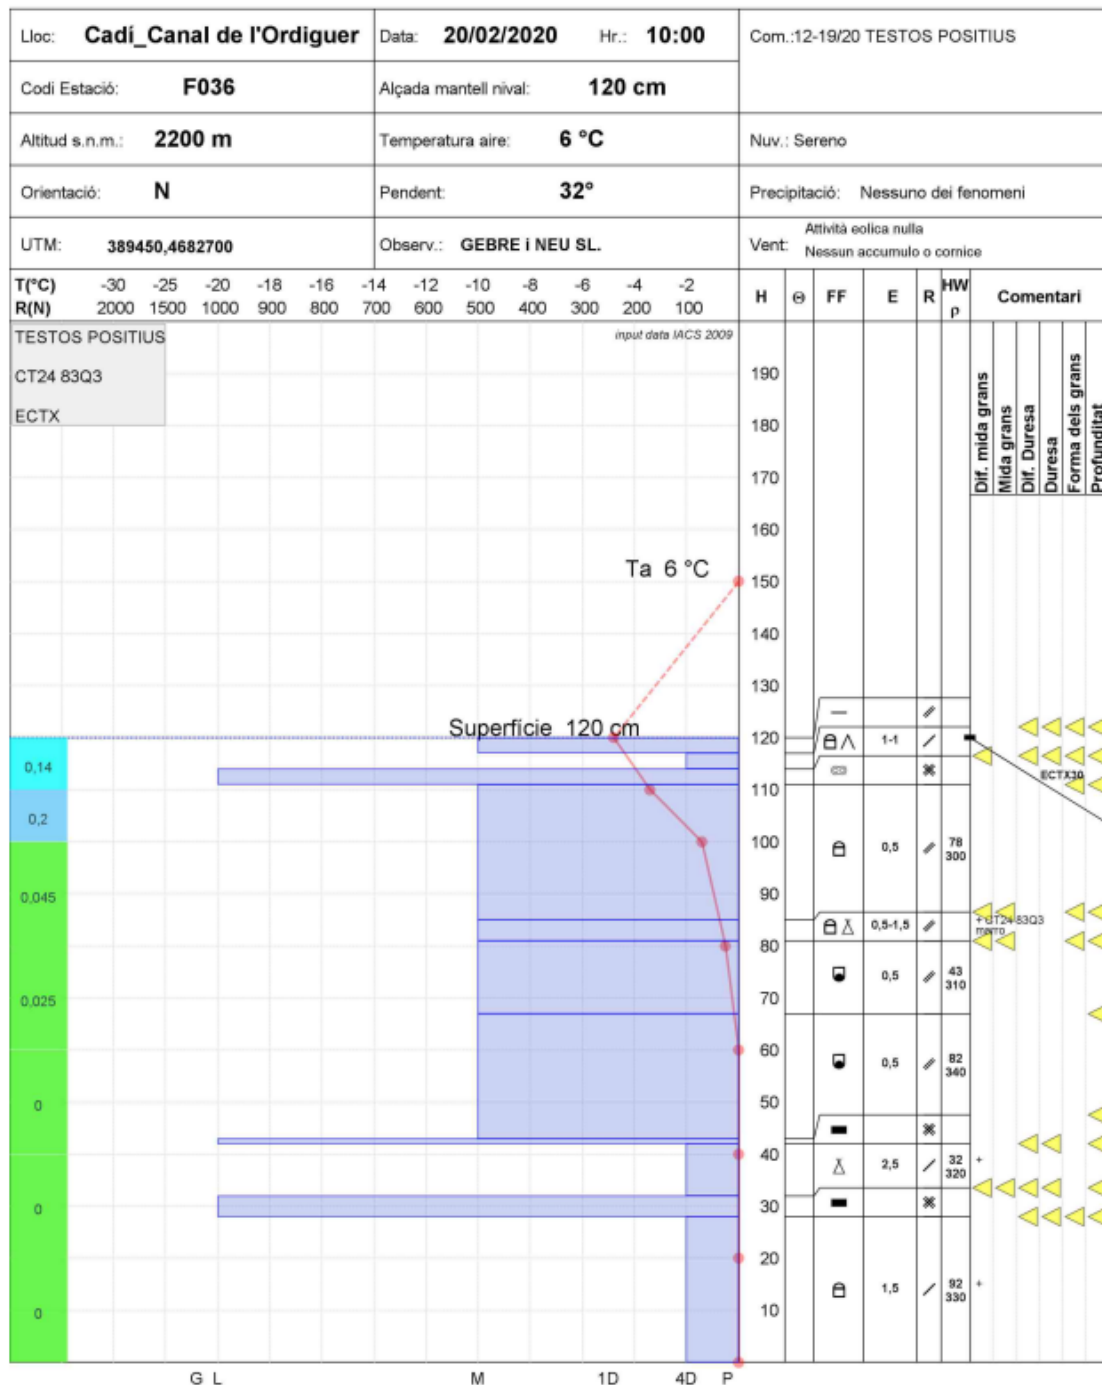 Lloc: Cadí_Canal de l'Ordiguer Data: 20/02/2020 Hr.: 10:00 Com.:12-19/20 TESTOS POSITIUS
Codi Estació: F036 Alçada mantell nival: 120 cm
Altitud s.n.m.: 2200 m Temperatura aire: 6 °C Nuv.: Sereno
Orientació: N Pendent: 32° Precipitació: Nessuno dei fenomeni
UTM: 389450,4682700 Observ.: GEBRE i NEU SL. Vent: Attività eolica nulla
Nessun accumulo o cornice
T(°C) -30 -25 -20 -18 -16 -14 -12 -10 -8 -6 -4 -2
R(N) 2000 1500 1000 900 800 700 600 500 400 300 200 100
H Θ FF E R HW ρ Comentari
TESTOS POSITIUS
CT24 83Q3
ECTX
input data IACS 2009
Dif. mida grans
Mida grans
Dif. Duresa
Duresa
Forma dels grans
Profunditat
190
180
170
160
Ta 6 °C
150
140
130
Superfície 120 cm
120
1-1
0,14
ECTX30
110
0,2
100
0,5 78
300
0,045
90
0,5-1,5 + CT24 83Q3
80
0,025
0,5 43
310
70
60
0,5 82
340
50
0
40
2,5 32 +
320
30
0
20
1,5 92 +
330
10
0
G L M 1D 4D P